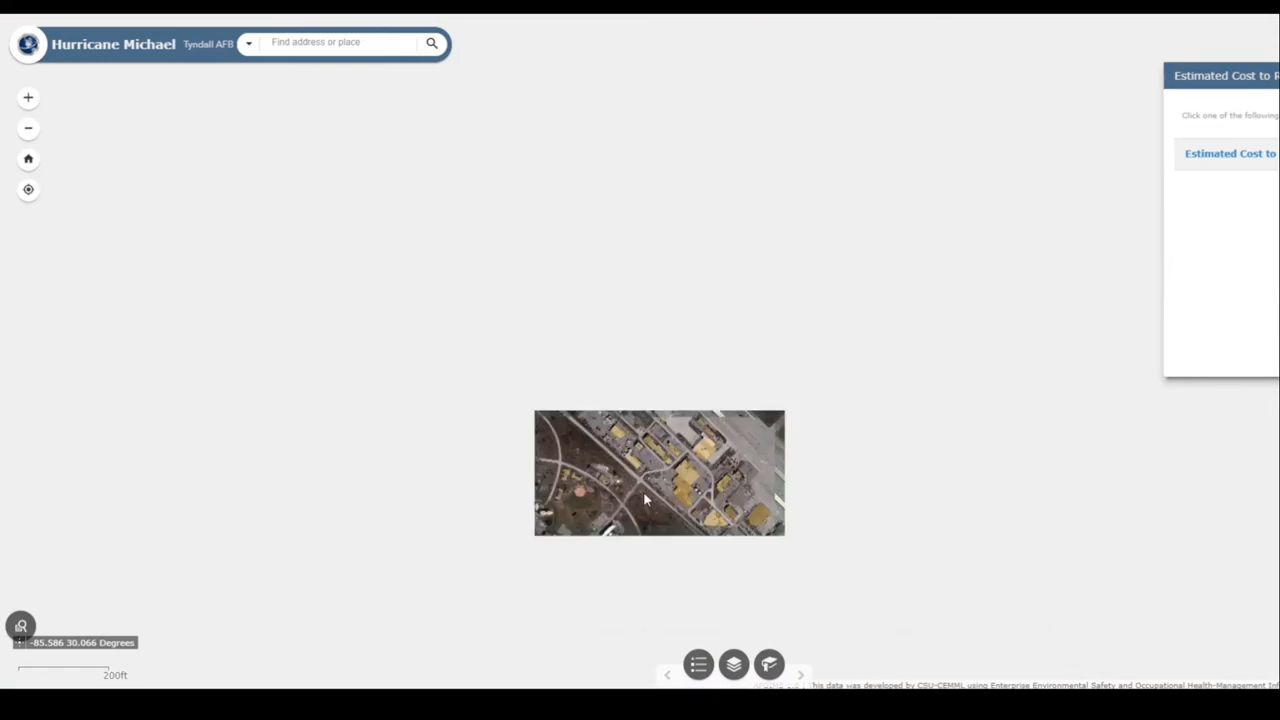 Hurricane Michael Tyndall AFB Find address or place
Estimated Cost to R
Click one of the following
Estimated Cost to
-85.586 30.066 Degrees
200ft
This data was developed by CSU-CEMML using Enterprise Environmental Safety and Occupational Health-Management Inf